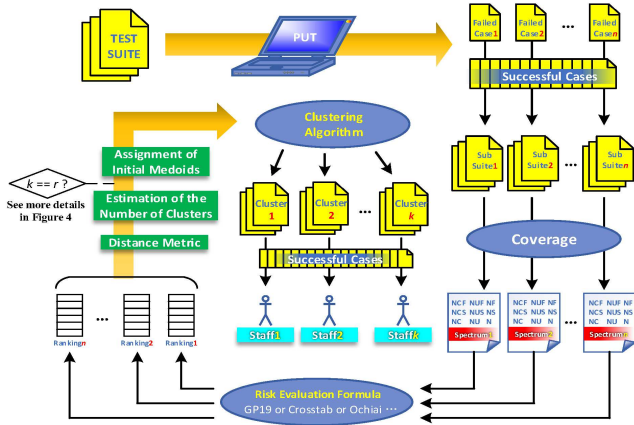 TEST
SUITE
PUT
Failed
Case1
Failed
Case2
...
Failed
Casen
Successful Cases
Sub
Suite1
Sub
Suite2
...
Sub
Suiten
Coverage
NCF NUF NF
NCS NUS NS
NC NU N
Spectrum1
NCF NUF NF
NCS NUS NS
NC NU N
Spectrum2
...
NCF NUF NF
NCS NUS NS
NC NU N
Spectrumn
Risk Evaluation Formula
GP19 or Crosstab or Ochiai ...
Rankingn
...
Ranking2
Ranking1
Distance Metric
Estimation of the
Number of Clusters
Assignment of
Initial Medoids
k == r ?
See more details
in Figure 4
Clustering
Algorithm
Cluster
1
Cluster
2
...
Cluster
k
Successful Cases
Staff1
Staff2
Staffk